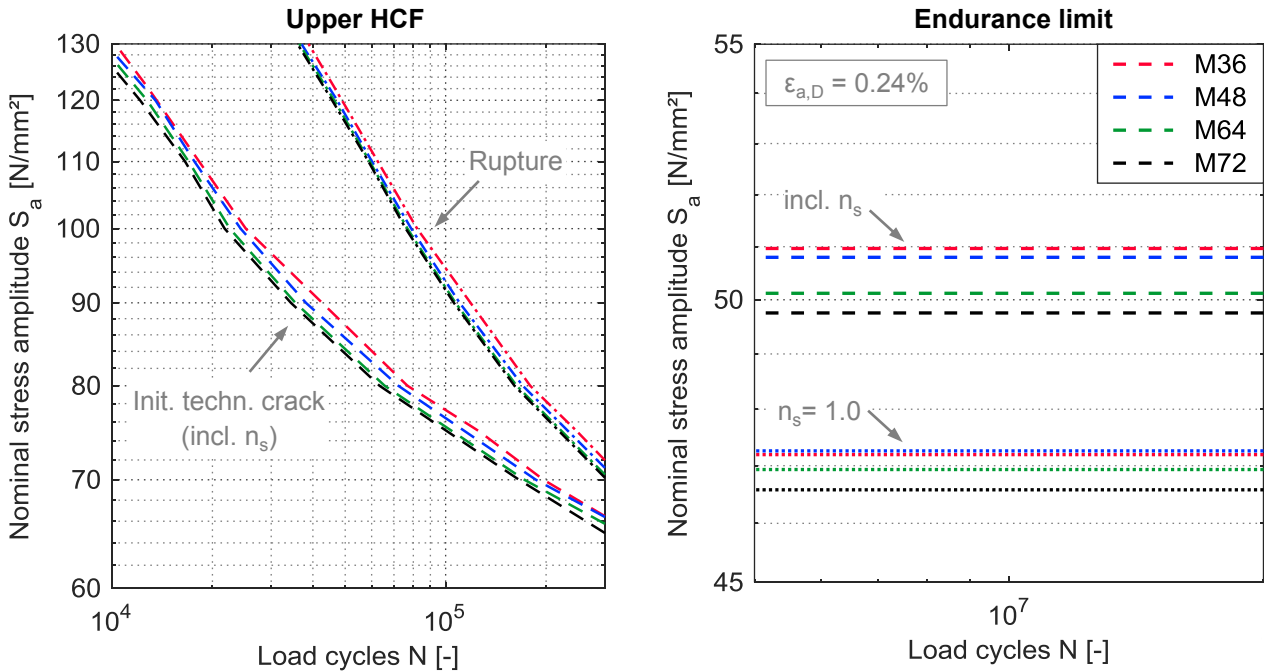 Upper HCF
Nominal stress amplitude S_a [N/mm²]
130
120
110
100
90
80
70
60
Rupture
Init. techn. crack
(incl. n_s)
10^4
10^5
Load cycles N [-]
Endurance limit
Nominal stress amplitude S_a [N/mm²]
55
50
45
ε_a,D = 0.24%
M36
M48
M64
M72
incl. n_s
n_s= 1.0
10^7
Load cycles N [-]